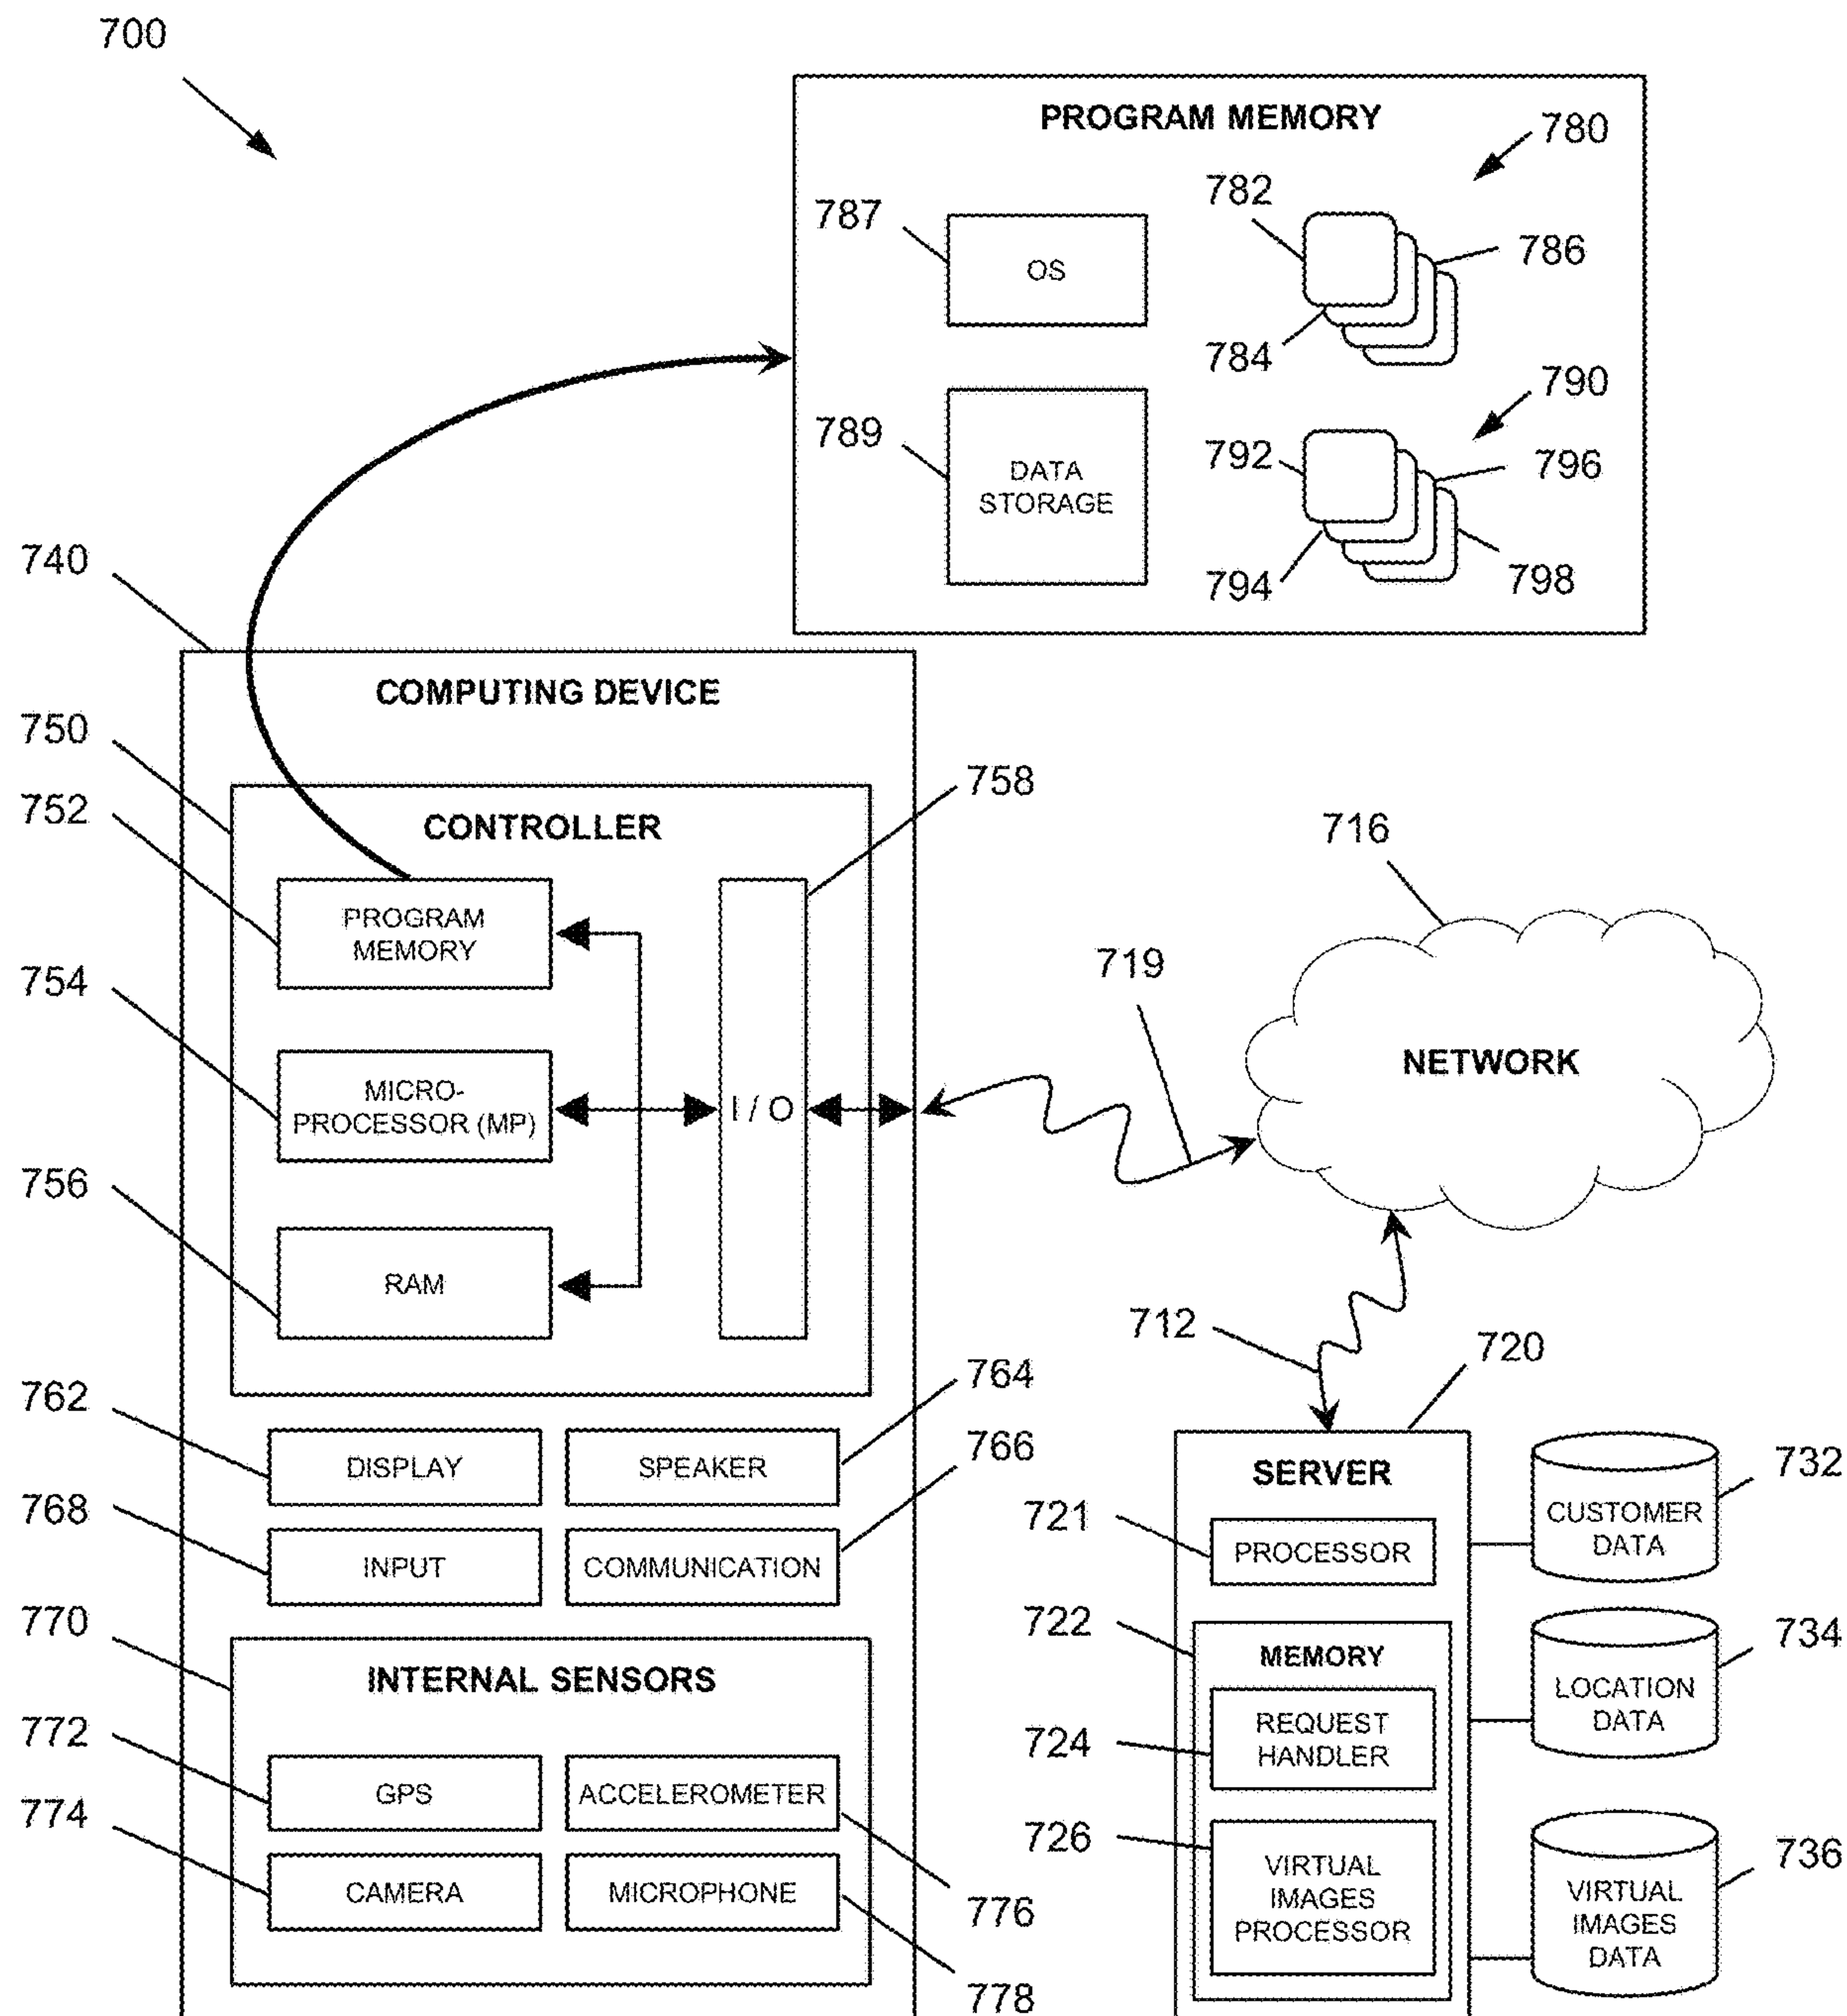 700
PROGRAM MEMORY
780
782
787
786
OS
784
790
789
792
796
DATA
STORAGE
794
798
740
COMPUTING DEVICE
750
758
752
CONTROLLER
716
PROGRAM
MEMORY
719
754
NETWORK
MICRO-
PROCESSOR (MP)
I / O
756
RAM
712
720
762
764
DISPLAY
SPEAKER
766
SERVER
732
768
721
CUSTOMER
DATA
INPUT
COMMUNICATION
PROCESSOR
770
722
734
INTERNAL SENSORS
MEMORY
LOCATION
DATA
772
724
REQUEST
HANDLER
GPS
ACCELEROMETER
774
726
736
CAMERA
MICROPHONE
776
VIRTUAL
IMAGES
PROCESSOR
VIRTUAL
IMAGES
DATA
778